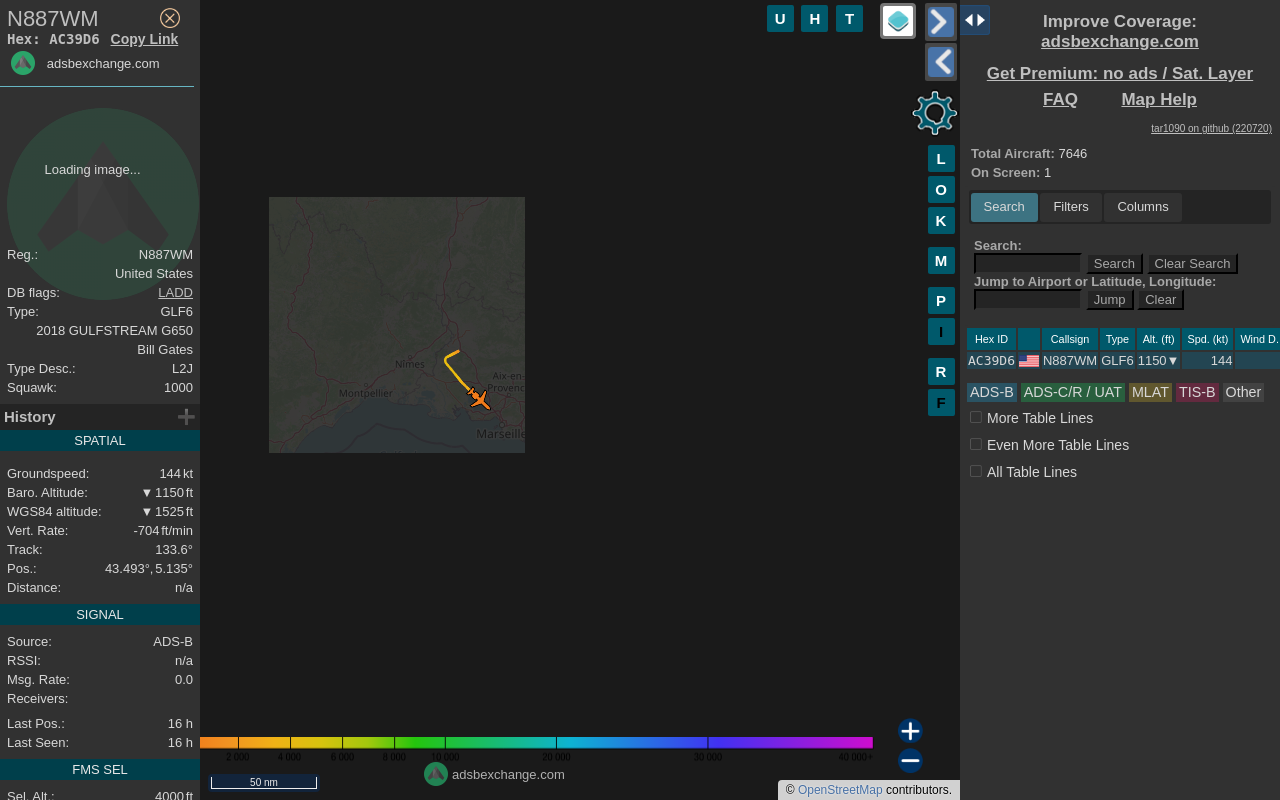 N887WM
Hex: AC39D6 Copy Link
adsbexchange.com
Loading image...
Reg.: N887WM
United States
DB flags: LADD
Type: GLF6
2018 GULFSTREAM G650
Bill Gates
Type Desc.: L2J
Squawk: 1000
History
SPATIAL
Groundspeed: 144 kt
Baro. Altitude: ▼ 1150 ft
WGS84 altitude: ▼ 1525 ft
Vert. Rate: -704 ft/min
Track: 133.6°
Pos.: 43.493°, 5.135°
Distance: n/a
SIGNAL
Source: ADS-B
RSSI: n/a
Msg. Rate: 0.0
Receivers:
Last Pos.: 16 h
Last Seen: 16 h
FMS SEL
Sel. Alt.: 4000 ft
U H T
L
O
K
M
P
I
R
F
Nîmes
Montpellier
Aix-en-
Provenc
Marseille
2 000 4 000 6 000 8 000 10 000 20 000 30 000 40 000+
adsbexchange.com
50 nm
© OpenStreetMap contributors.
Improve Coverage:
adsbexchange.com
Get Premium: no ads / Sat. Layer
FAQ Map Help
tar1090 on github (220720)
Total Aircraft: 7646
On Screen: 1
Search Filters Columns
Search:
Search Clear Search
Jump to Airport or Latitude, Longitude:
Jump Clear
Hex ID Callsign Type Alt. (ft) Spd. (kt) Wind D.
AC39D6 N887WM GLF6 1150▼ 144
ADS-B ADS-C/R / UAT MLAT TIS-B Other
More Table Lines
Even More Table Lines
All Table Lines